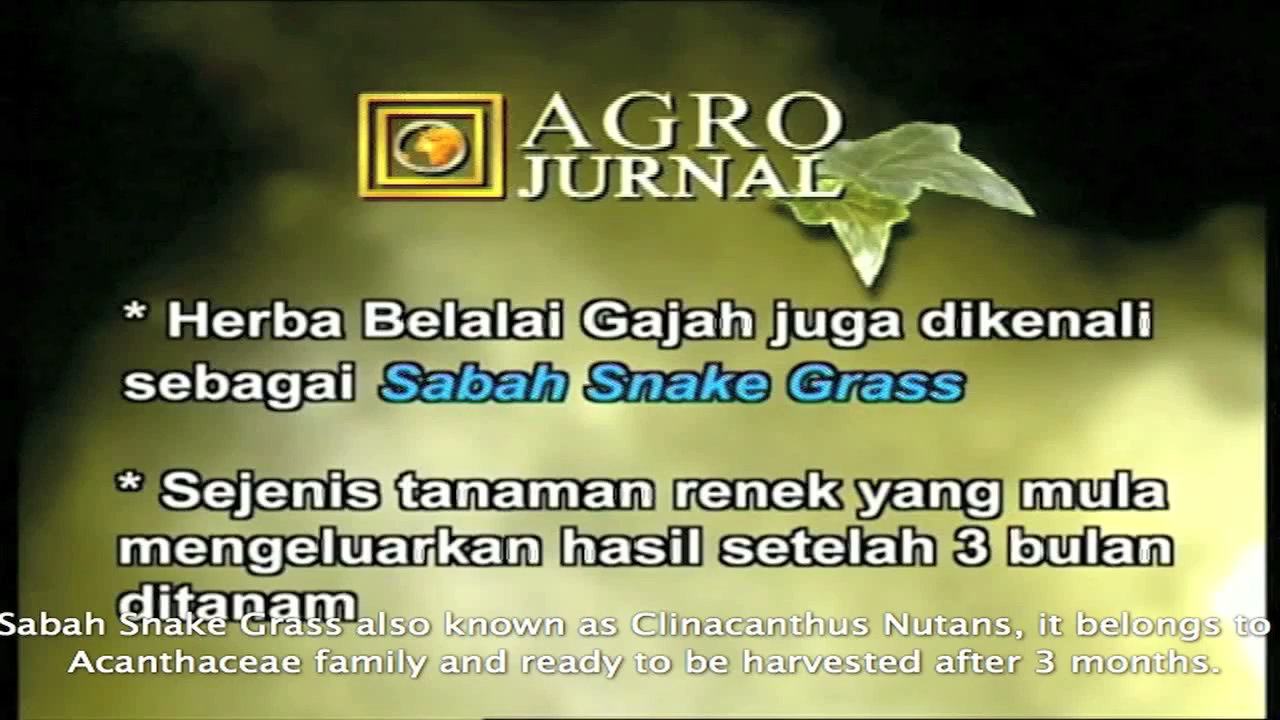 AGRO
JURNAL
* Herba Belalai Gajah juga dikenali
sebagai Sabah Snake Grass
* Sejenis tanaman renek yang mula
mengeluarkan hasil setelah 3 bulan
ditanam
Sabah Snake Grass also known as Clinacanthus Nutans, it belongs to
Acanthaceae family and ready to be harvested after 3 months.